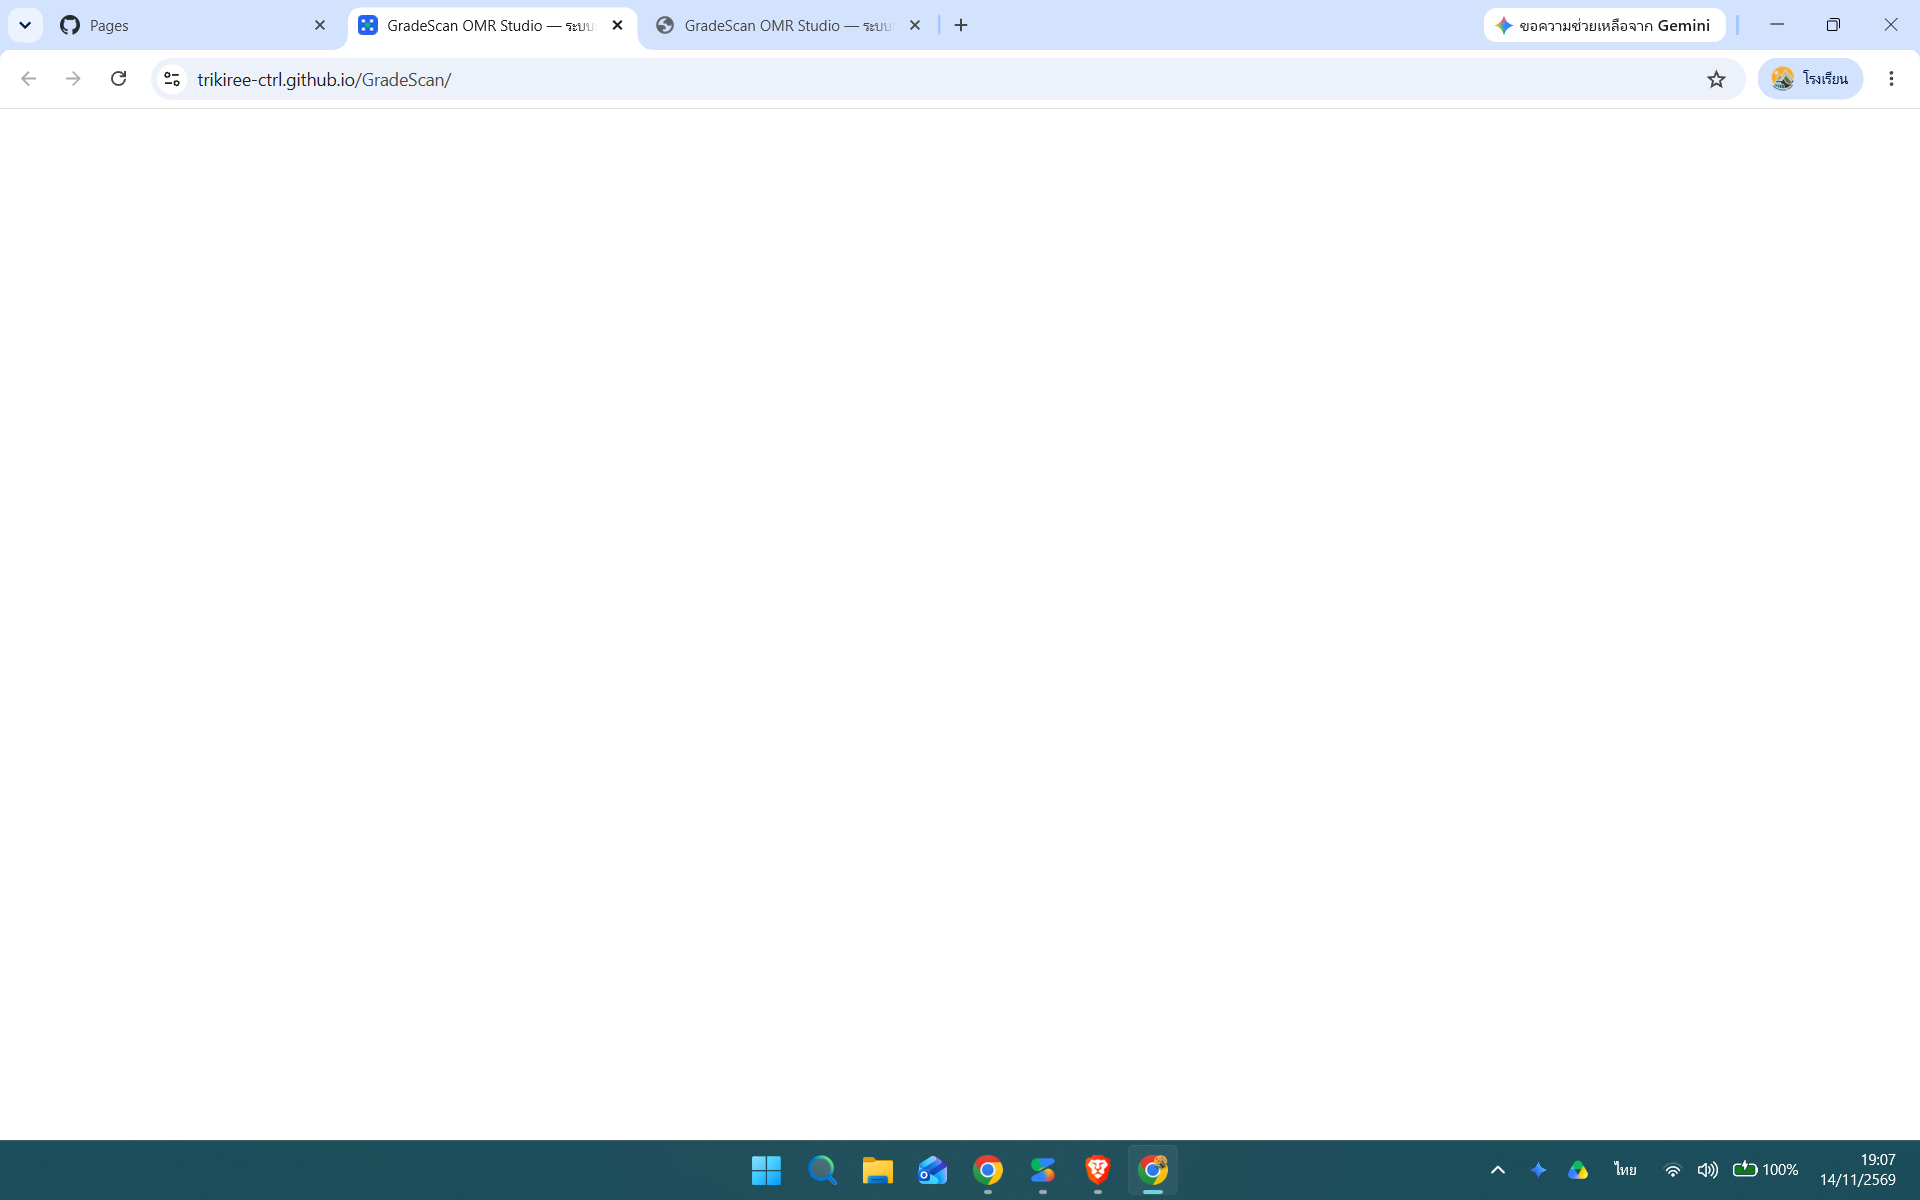 Pages
GradeScan OMR Studio — ระบบ
GradeScan OMR Studio — ระบบ
ขอความช่วยเหลือจาก Gemini
trikiree-ctrl.github.io/GradeScan/
โรงเรียน
ไทย
100%
19:07
14/11/2569